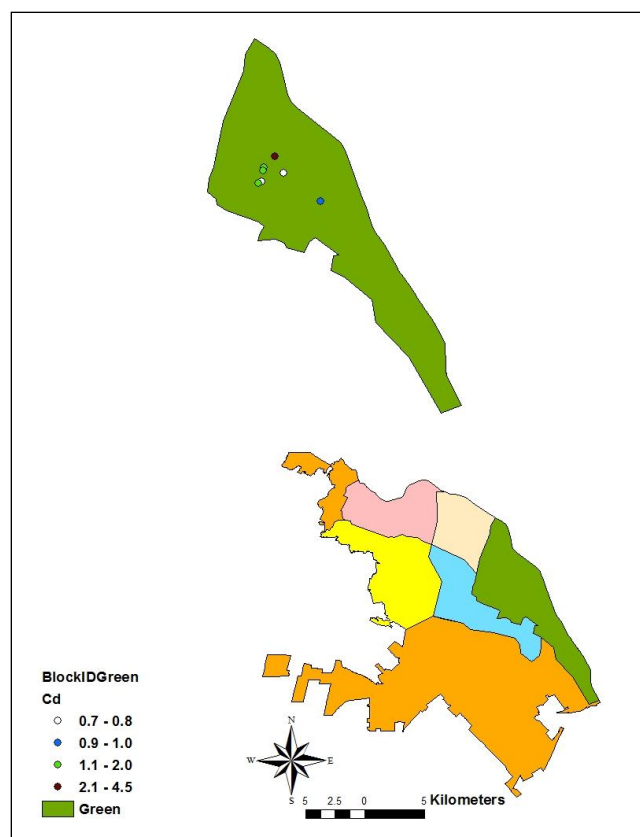 BlockIDGreen
Cd
0.7 - 0.8
0.9 - 1.0
1.1 - 2.0
2.1 - 4.5
Green
N
W E
S
5 2.5 0 5 Kilometers